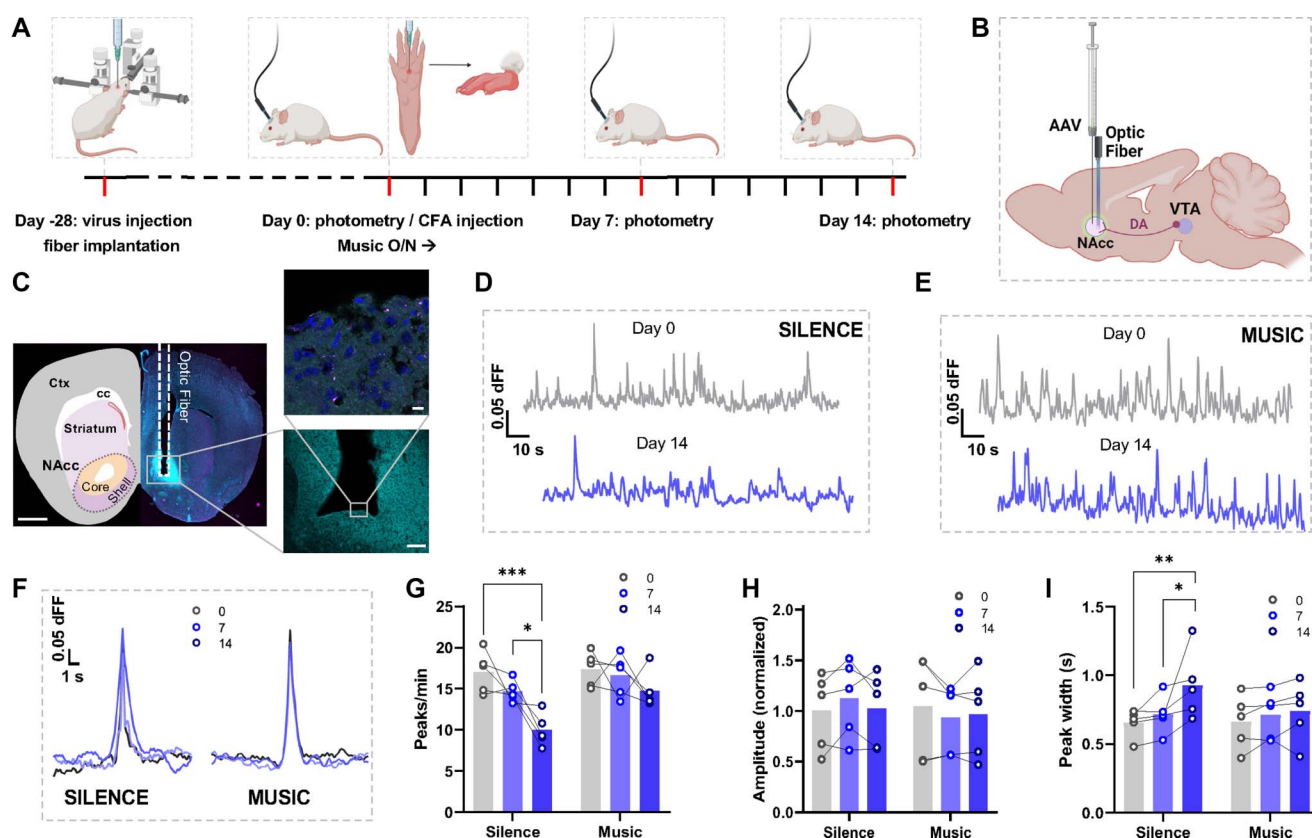 A
Day -28: virus injection
fiber implantation
Day 0: photometry / CFA injection
Music O/N →
Day 7: photometry
Day 14: photometry
B
AAV
Optic
Fiber
VTA
DA
NAcc
C
Ctx
cc
Striatum
NAcc
Core
Shell
Optic Fiber
D
Day 0
SILENCE
0.05 dFF
10 s
Day 14
E
Day 0
MUSIC
0.05 dFF
10 s
Day 14
F
0.05 dFF
1 s
0
7
14
SILENCE
MUSIC
G
0
7
14
***
*
Peaks/min
25
20
15
10
5
0
Silence
Music
H
0
7
14
Amplitude (normalized)
2.0
1.5
1.0
0.5
0.0
Silence
Music
I
0
7
14
**
*
Peak width (s)
1.5
1.0
0.5
0.0
Silence
Music